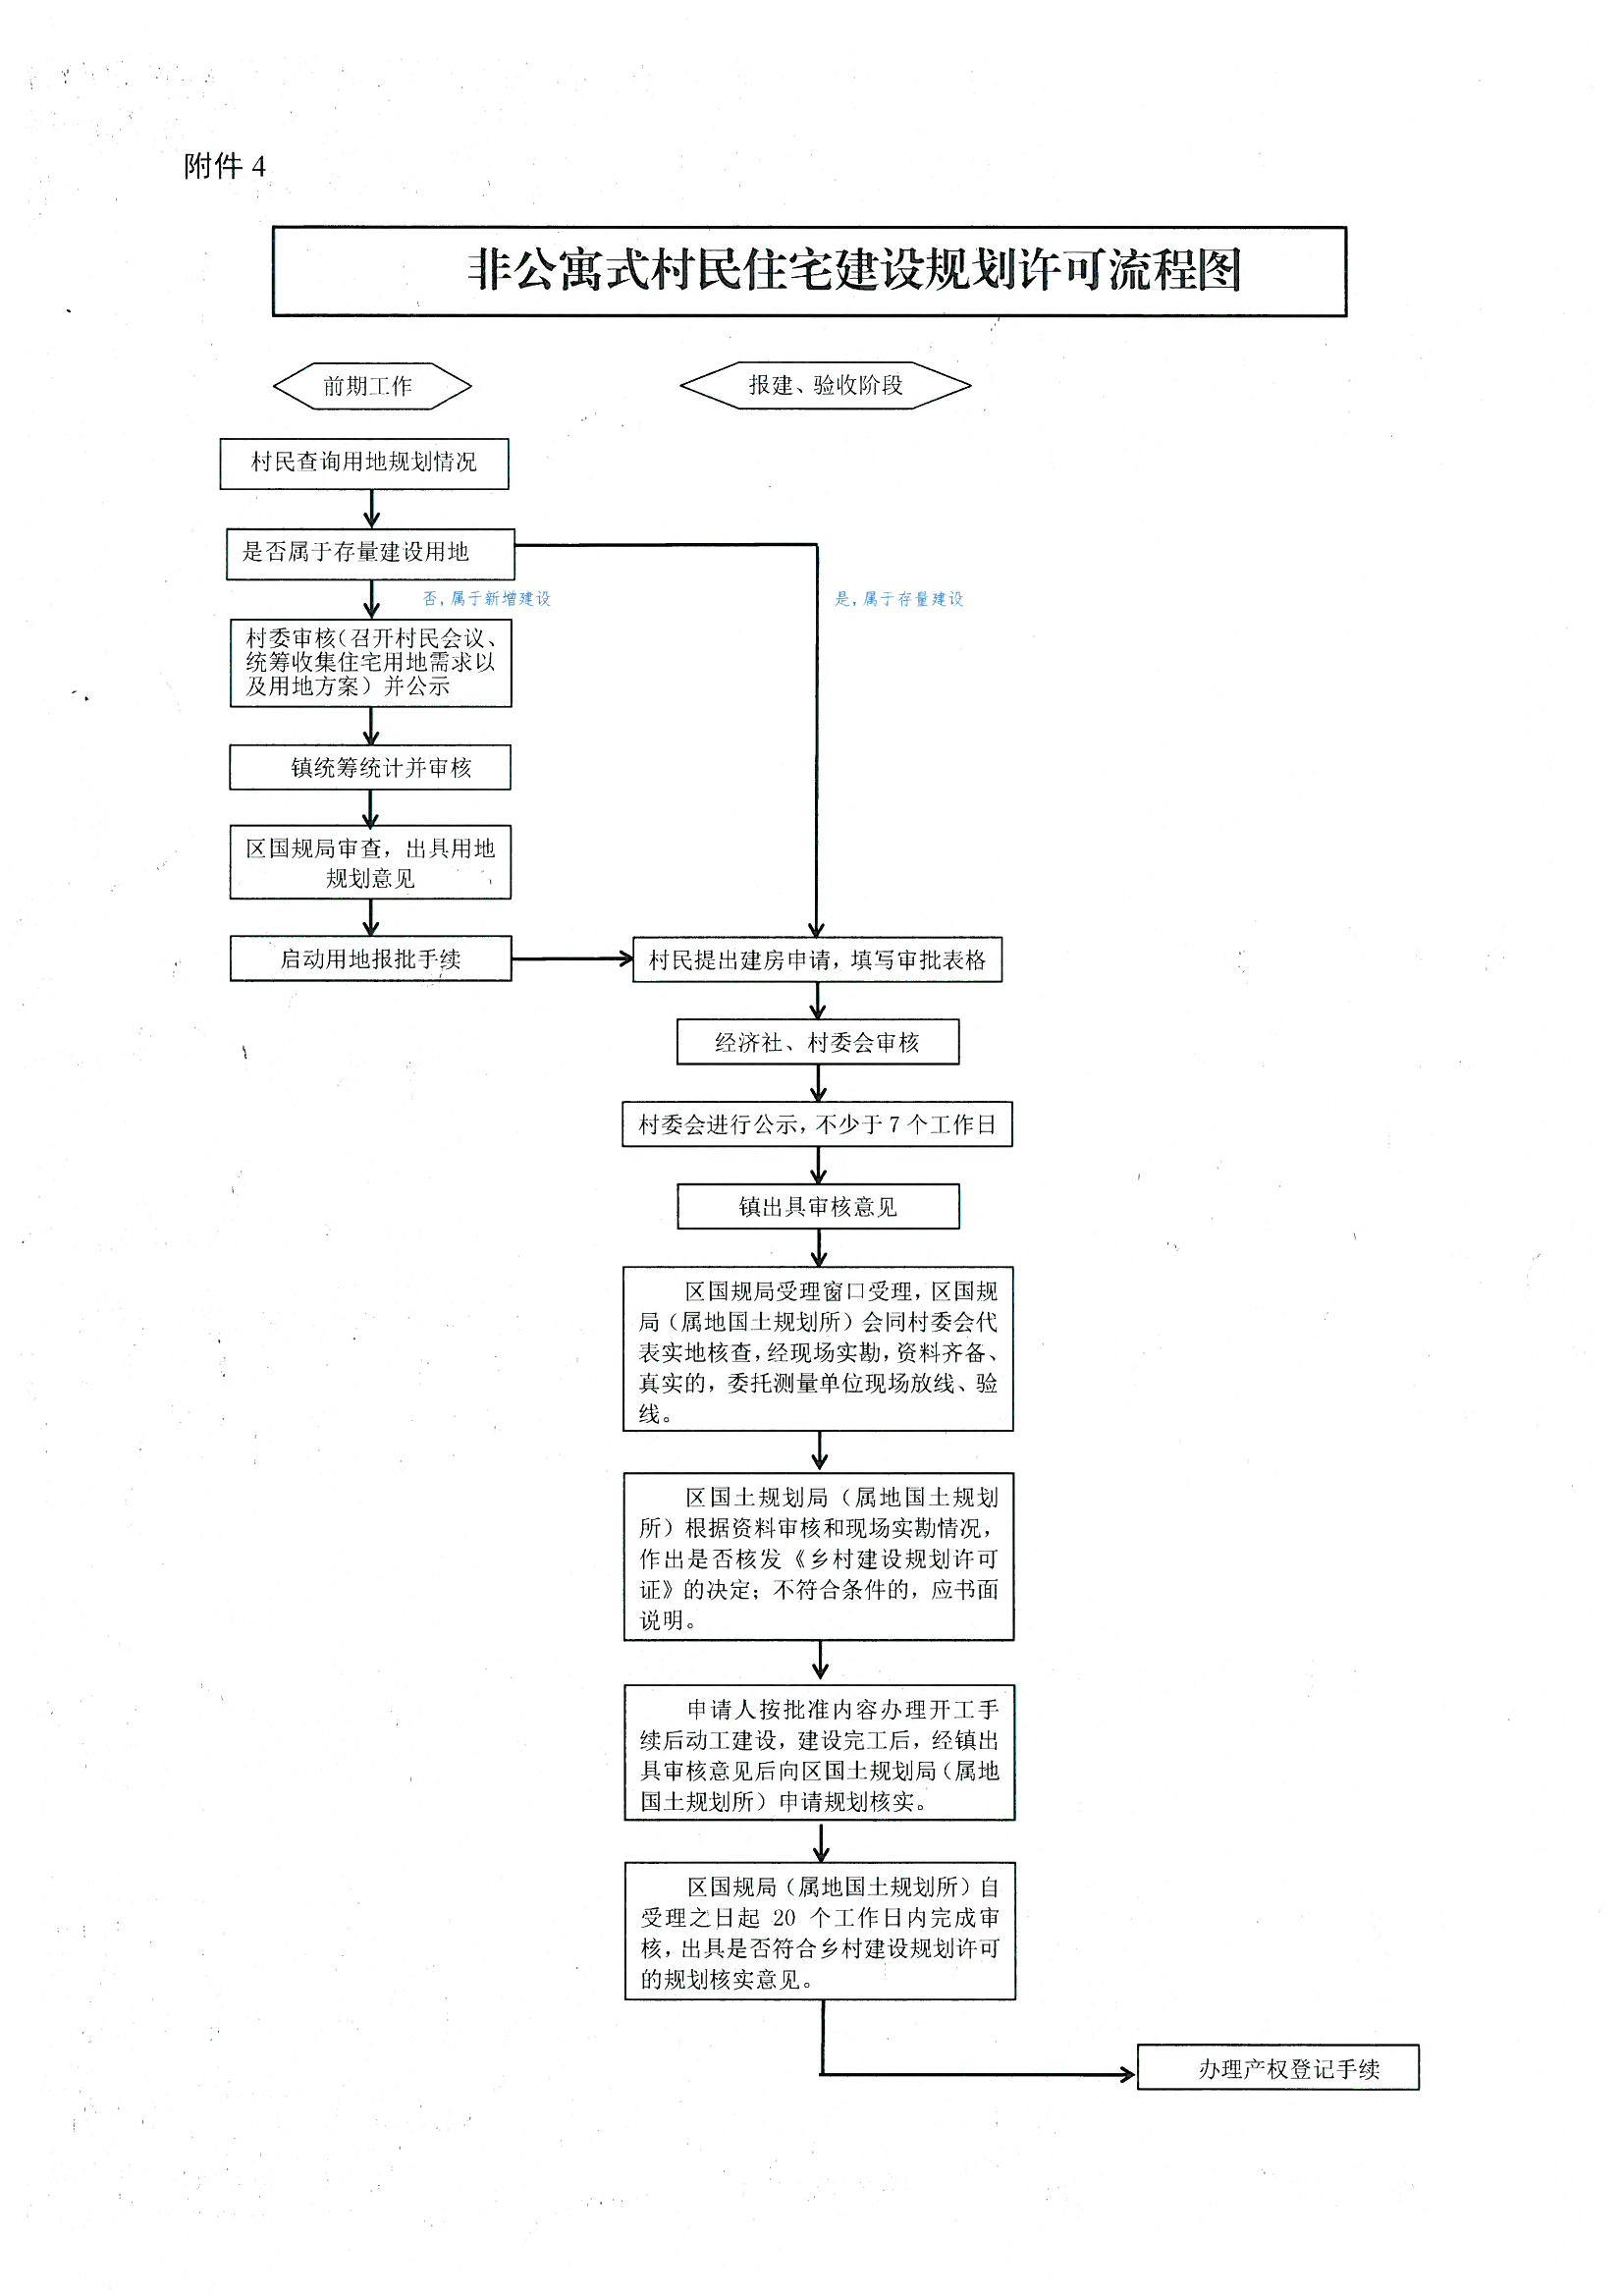 附件 4
非公寓式村民住宅建设规划许可流程图
前期工作
报建、验收阶段
村民查询用地规划情况
是否属于存量建设用地
否，属于新增建设
是，属于存量建设
村委审核（召开村民会议、
统筹收集住宅用地需求以
及用地方案）并公示
镇统筹统计并审核
区国规局审查，出具用地
规划意见
启动用地报批手续
村民提出建房申请，填写审批表格
经济社、村委会审核
村委会进行公示，不少于 7 个工作日
镇出具审核意见
区国规局受理窗口受理，区国规
局（属地国土规划所）会同村委会代
表实地核查，经现场实勘，资料齐备、
真实的，委托测量单位现场放线、验
线。
区国土规划局（属地国土规划
所）根据资料审核和现场实勘情况，
作出是否核发《乡村建设规划许可
证》的决定；不符合条件的，应书面
说明。
申请人按批准内容办理开工手
续后动工建设，建设完工后，经镇出
具审核意见后向区国土规划局（属地
国土规划所）申请规划核实。
区国规局（属地国土规划所）自
受理之日起 20 个工作日内完成审
核，出具是否符合乡村建设规划许可
的规划核实意见。
办理产权登记手续